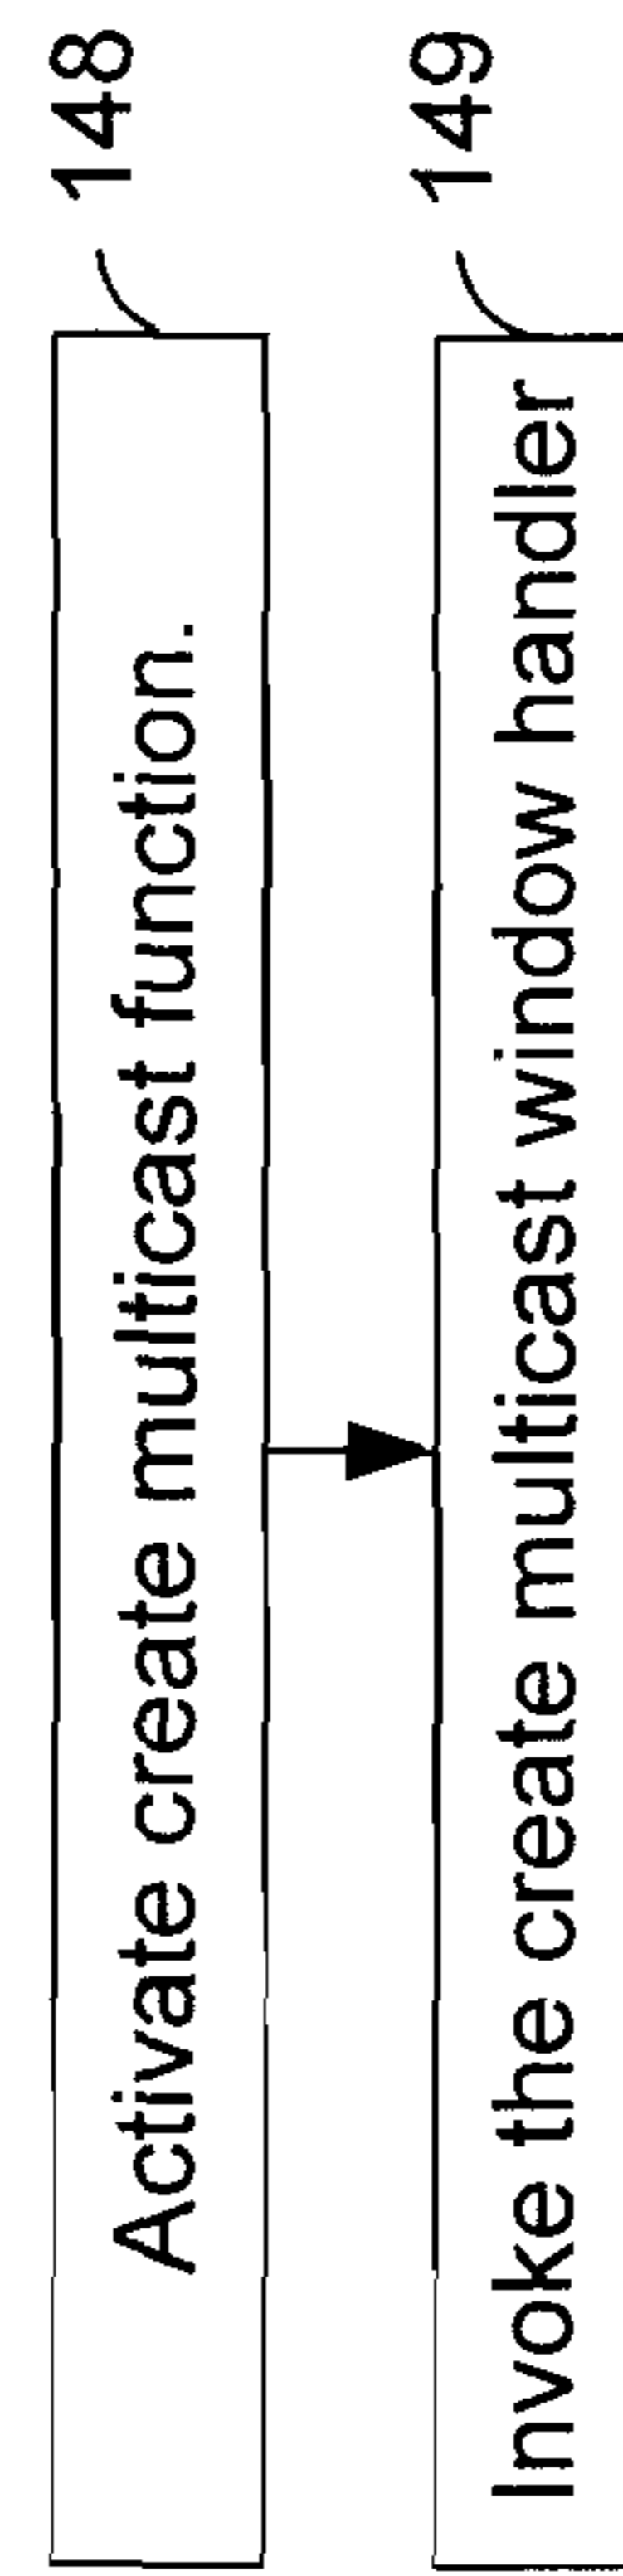 Activate create multicast function.
148
Invoke the create multicast window handler
149